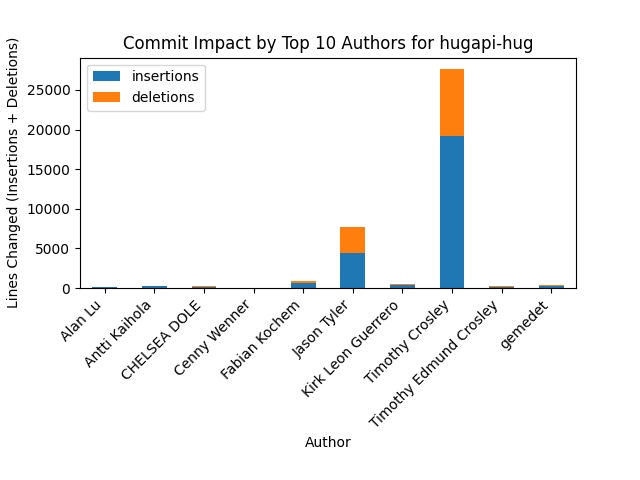 Commit Impact by Top 10 Authors for hugapi-hug
insertions
deletions
Lines Changed (Insertions + Deletions)
25000
20000
15000
10000
5000
0
Alan Lu
Antti Kaihola
CHELSEA DOLE
Cenny Wenner
Fabian Kochem
Jason Tyler
Kirk Leon Guerrero
Timothy Crosley
Timothy Edmund Crosley
gemedet
Author